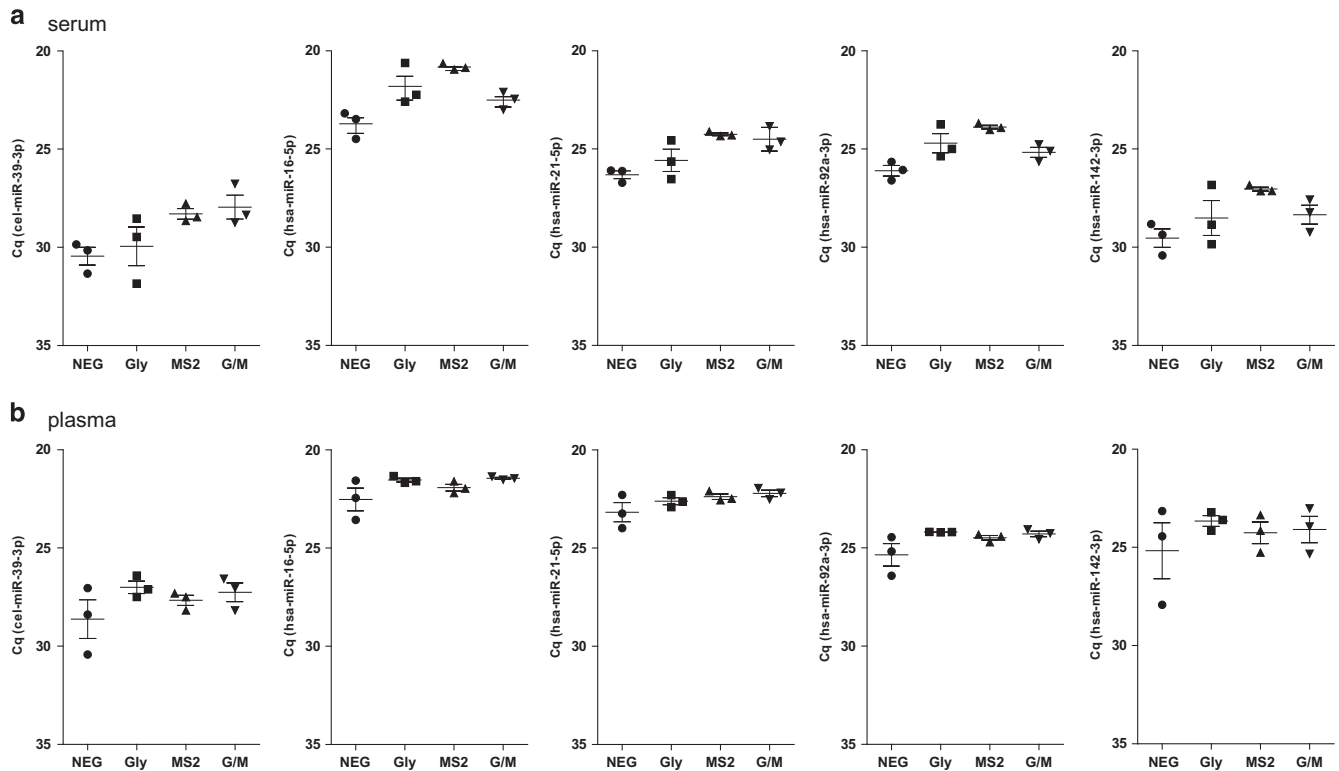 a serum
20
25
30
35
Cq (cel-miR-39-3p)
NEG Gly MS2 G/M
20
25
30
35
Cq (hsa-miR-16-5p)
NEG Gly MS2 G/M
20
25
30
35
Cq (hsa-miR-21-5p)
NEG Gly MS2 G/M
20
25
30
35
Cq (hsa-miR-92a-3p)
NEG Gly MS2 G/M
20
25
30
35
Cq (hsa-miR-142-3p)
NEG Gly MS2 G/M
b plasma
20
25
30
35
Cq (cel-miR-39-3p)
NEG Gly MS2 G/M
20
25
30
35
Cq (hsa-miR-16-5p)
NEG Gly MS2 G/M
20
25
30
35
Cq (hsa-miR-21-5p)
NEG Gly MS2 G/M
20
25
30
35
Cq (hsa-miR-92a-3p)
NEG Gly MS2 G/M
20
25
30
35
Cq (hsa-miR-142-3p)
NEG Gly MS2 G/M